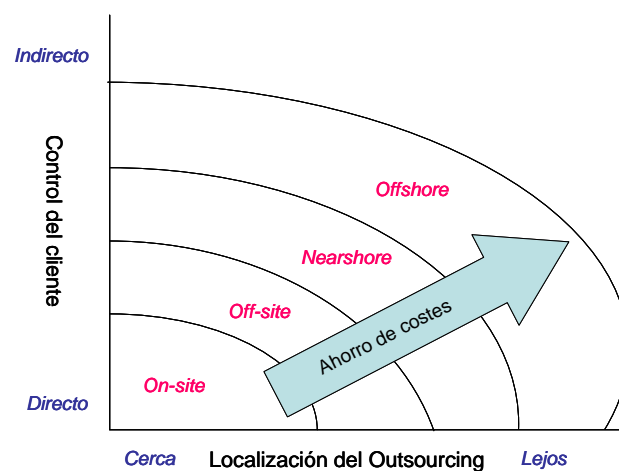 Indirecto
Control del
cliente
Offshore
Nearshore
Off-site
Ahorro de costes
On-site
Directo
Cerca
Localización del Outsourcing
Lejos